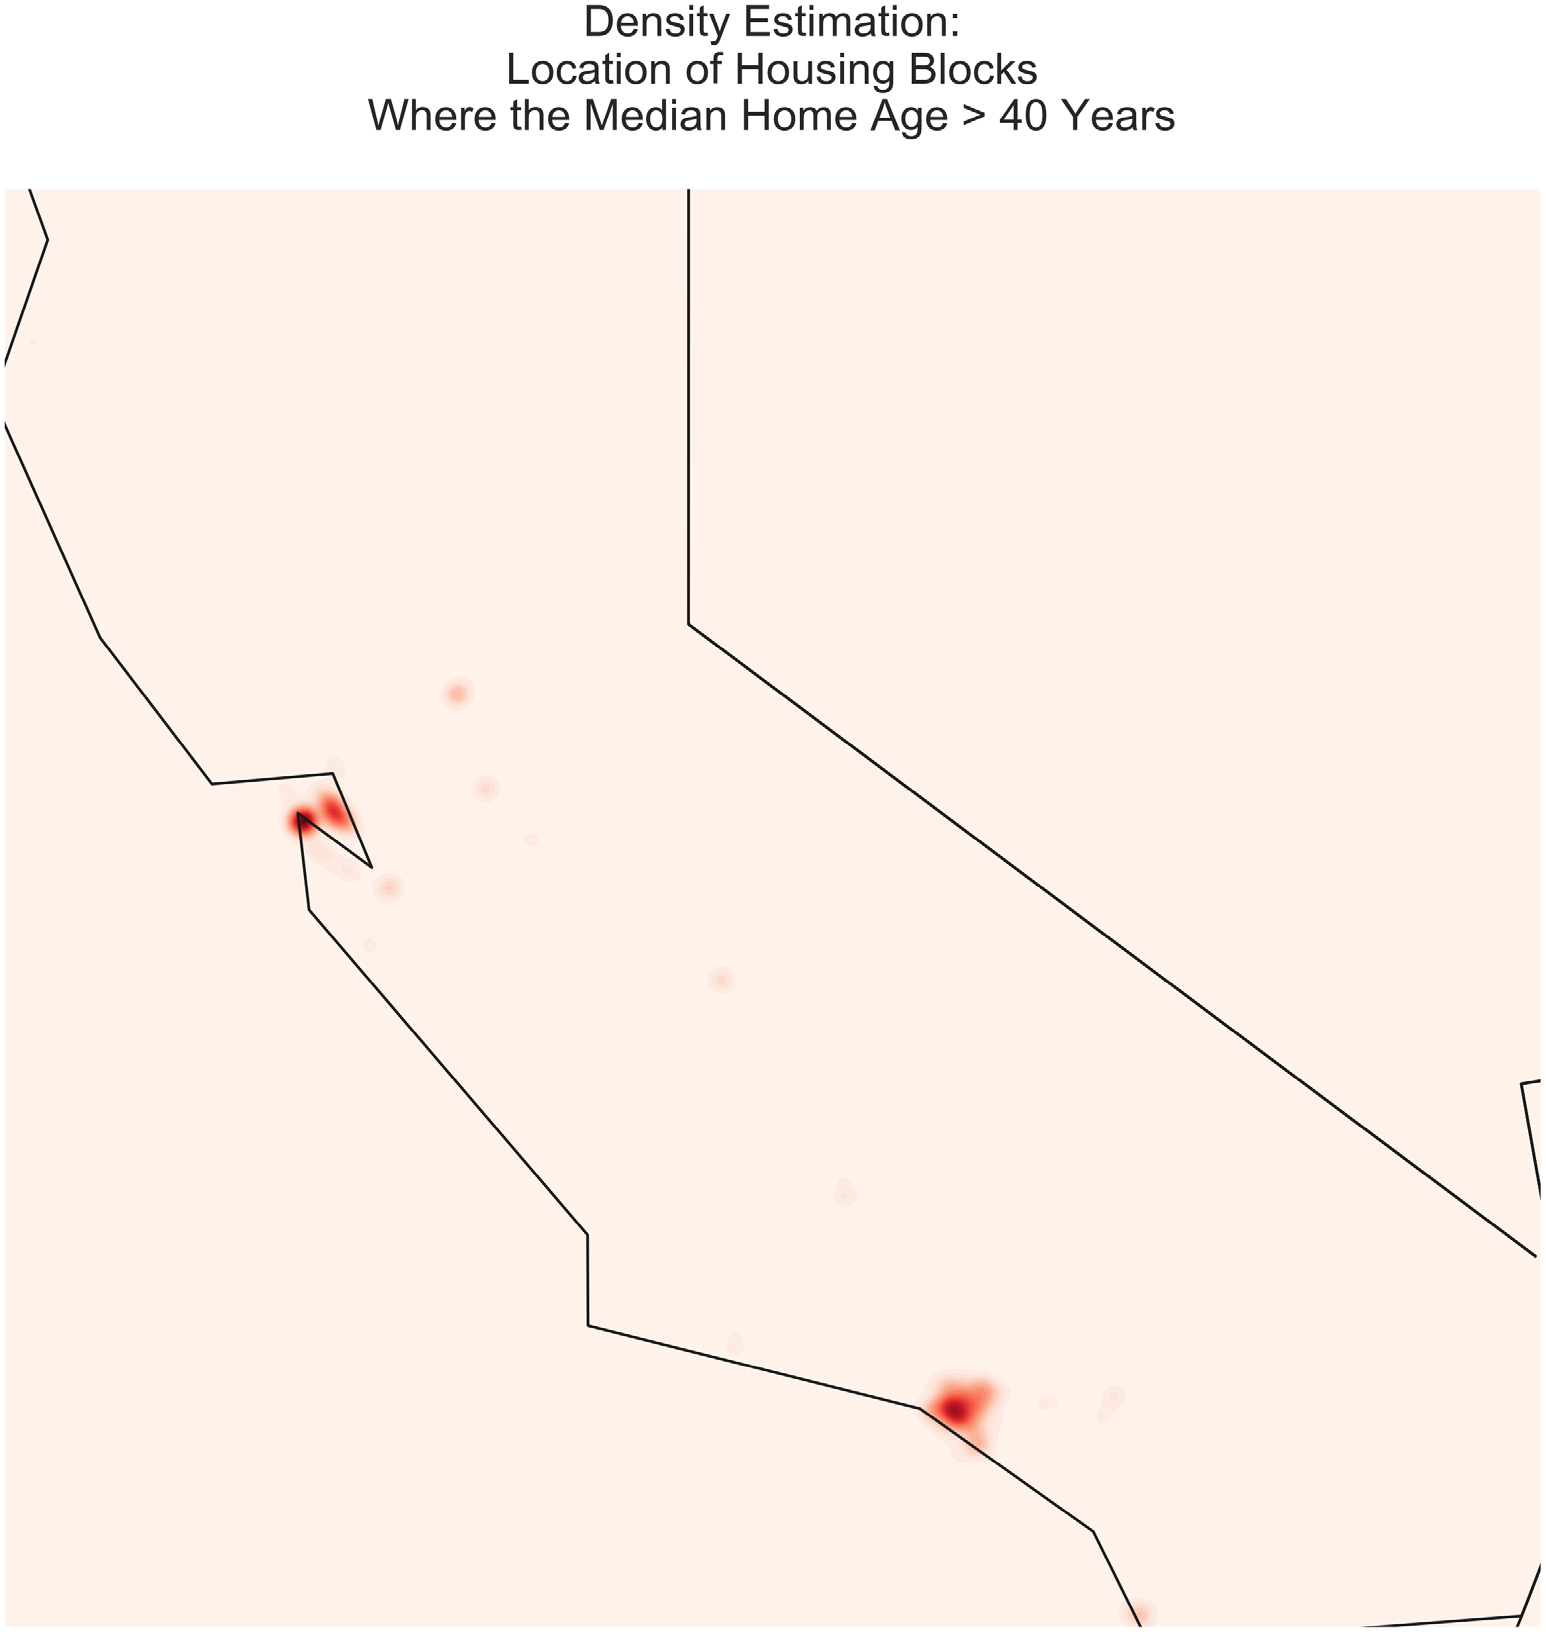 Density Estimation:
Location of Housing Blocks
Where the Median Home Age > 40 Years